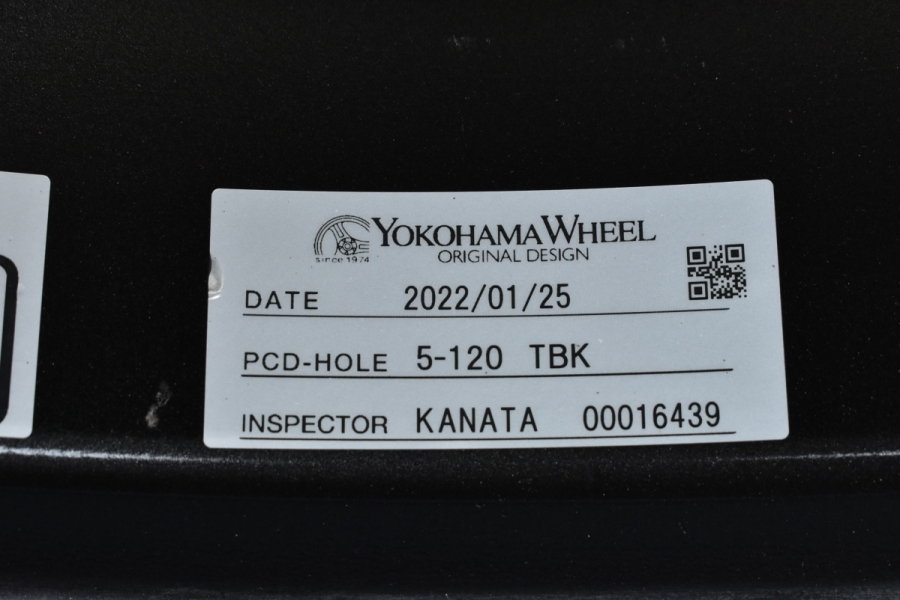 YOKOHAMA WHEEL
since 1974
ORIGINAL DESIGN
DATE 2022/01/25
PCD-HOLE 5-120 TBK
INSPECTOR KANATA 00016439